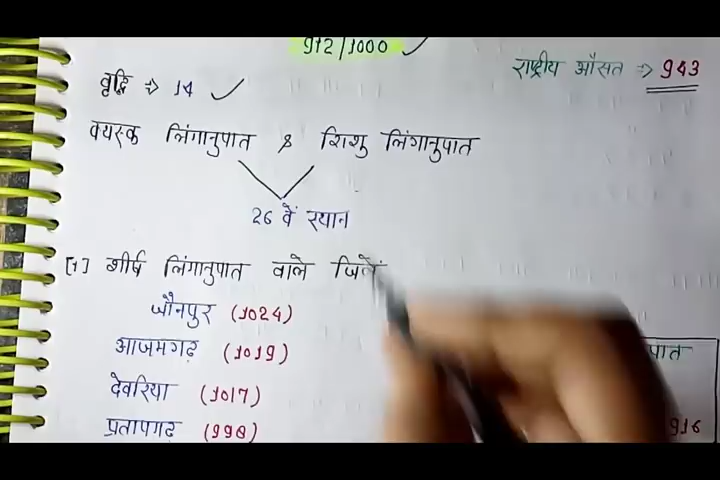 912/1000
राष्ट्रीय औसत => 943
वृद्धि => 14
वयस्क लिंगानुपात & शिशु लिंगानुपात
26 वें स्थान
[1] शीर्ष लिंगानुपात वाले जिलें
जौनपुर (1024)
आजमगढ़ (1019)
देवरिया (1017)
प्रतापगढ़ (998)
पात
916